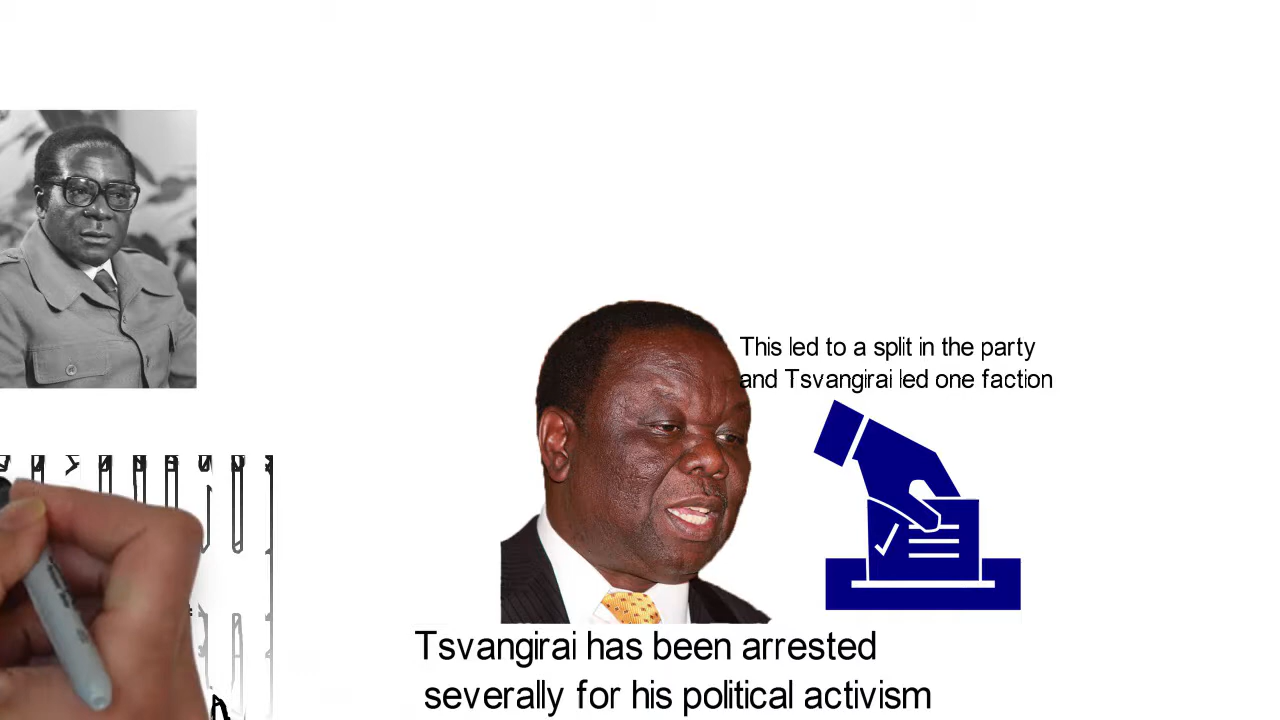 This led to a split in the party
and Tsvangirai led one faction
Tsvangirai has been arrested
severally for his political activism